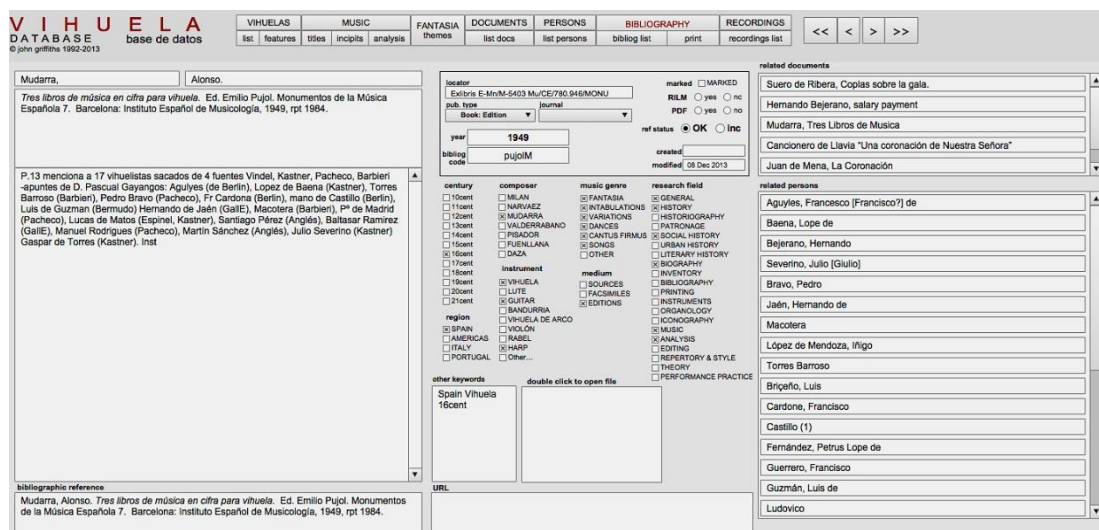 VIHUELA
DATABASE base de datos
© john griffiths 1992-2013
VIHUELAS MUSIC FANTASIA themes DOCUMENTS PERSONS BIBLIOGRAPHY RECORDINGS
list features titles incipits analysis list docs list persons bibliog list print recordings list
<< < > >>
Mudarra, Alonso.
Tres libros de música en cifra para vihuela. Ed. Emilio Pujol. Monumentos de la Música
Española 7. Barcelona: Instituto Español de Musicología, 1949, rpt 1984.
P.13 menciona a 17 vihuelistas sacados de 4 fuentes Vindel, Kastner, Pacheco, Barbieri
-apuntes de D. Pascual Gayangos: Agulyes (de Berlin), Lopez de Baena (Kastner), Torres
Barroso (Barbieri), Pedro Bravo (Pacheco), Fr Cardona (Berlin), mano de Castillo (Berlin),
Luis de Guzman (Bermudo) Hernando de Jaén (GallE), Macotera (Barbieri), Pº de Madrid
(Pacheco), Lucas de Matos (Espinel, Kastner), Santiago Pérez (Anglés), Baltasar Ramirez
(GallE), Manuel Rodrigues (Pacheco), Martín Sánchez (Anglés), Julio Severino (Kastner)
Gaspar de Torres (Kastner). Inst
bibliographic reference
Mudarra, Alonso. Tres libros de música en cifra para vihuela. Ed. Emilio Pujol. Monumentos
de la Música Española 7. Barcelona: Instituto Español de Musicología, 1949, rpt 1984.
locator
Exlibris E-Mn/M-5403 Mu/CE/780.946/MONU
marked MARKED
RILM yes nc
PDF yes no
pub. type journal
Book: Edition
ref status OK Inc
year 1949
bibliog code pujolM
created
modified 08 Dec 2013
century
10cent
11cent
12cent
13cent
14cent
15cent
16cent
17cent
18cent
19cent
20cent
21cent
region
SPAIN
AMERICAS
ITALY
PORTUGAL
composer
MILAN
NARVAEZ
MUDARRA
VALDERRABANO
PISADOR
FUENLLANA
DAZA
instrument
VIHUELA
LUTE
GUITAR
BANDURRIA
VIHUELA DE ARCO
VIOLÓN
RABEL
HARP
Other...
music genre
FANTASIA
INTABULATIONS
VARIATIONS
DANCES
CANTUS FIRMUS
SONGS
OTHER
medium
SOURCES
FACSIMILES
EDITIONS
research field
GENERAL
HISTORY
HISTORIOGRAPHY
PATRONAGE
SOCIAL HISTORY
URBAN HISTORY
LITERARY HISTORY
BIOGRAPHY
INVENTORY
BIBLIOGRAPHY
PRINTING
INSTRUMENTS
ORGANOLOGY
ICONOGRAPHY
MUSIC
ANALYSIS
EDITING
REPERTORY & STYLE
THEORY
PERFORMANCE PRACTICE
other keywords
Spain Vihuela
16cent
double click to open file
URL
related documents
Suero de Ribera, Coplas sobre la gala.
Hernando Bejerano, salary payment
Mudarra, Tres Libros de Musica
Cancionero de Llavia "Una coronación de Nuestra Señora"
Juan de Mena, La Coronación
related persons
Aguyles, Francesco [Francisco?] de
Baena, Lope de
Bejerano, Hernando
Severino, Julio [Giulio]
Bravo, Pedro
Jaén, Hernando de
Macotera
López de Mendoza, Iñigo
Torres Barroso
Briçeño, Luis
Cardone, Francisco
Castillo (1)
Fernández, Petrus Lope de
Guerrero, Francisco
Guzmán, Luis de
Ludovico